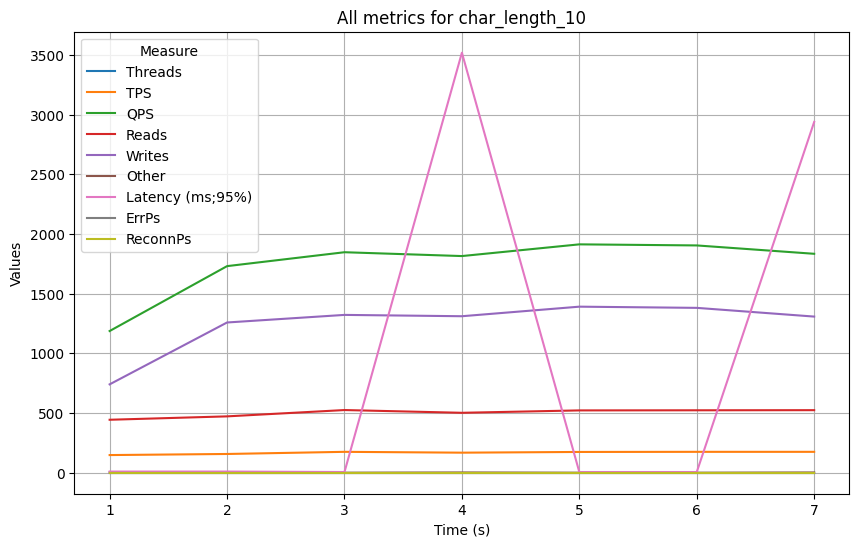 All metrics for char_length_10
Measure
Threads
TPS
QPS
Reads
Writes
Other
Latency (ms;95%)
ErrPs
ReconnPs
Values
3500
3000
2500
2000
1500
1000
500
0
1 2 3 4 5 6 7
Time (s)